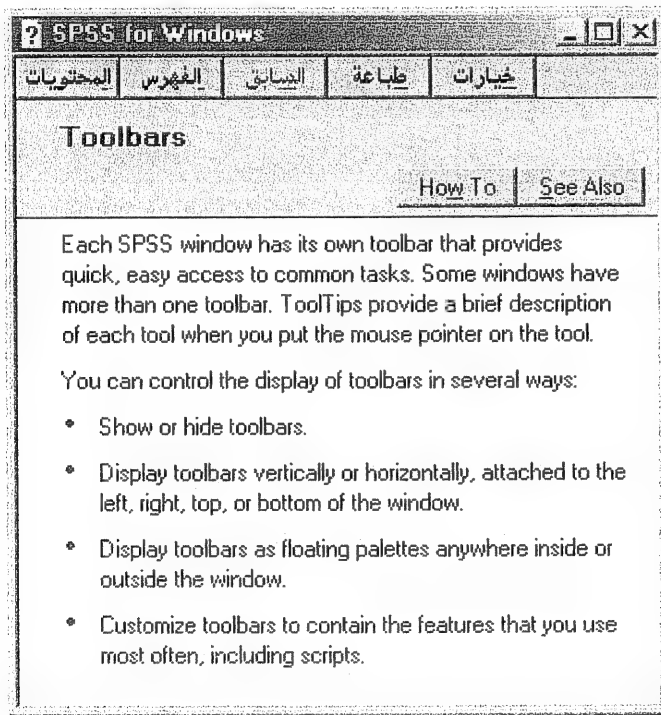 SPSS for Windows
المحتويات الفهرس السابق طباعة خيارات
Toolbars
How To See Also
Each SPSS window has its own toolbar that provides
quick, easy access to common tasks. Some windows have
more than one toolbar. ToolTips provide a brief description
of each tool when you put the mouse pointer on the tool.
You can control the display of toolbars in several ways:
• Show or hide toolbars.
• Display toolbars vertically or horizontally, attached to the
left, right, top, or bottom of the window.
• Display toolbars as floating palettes anywhere inside or
outside the window.
• Customize toolbars to contain the features that you use
most often, including scripts.